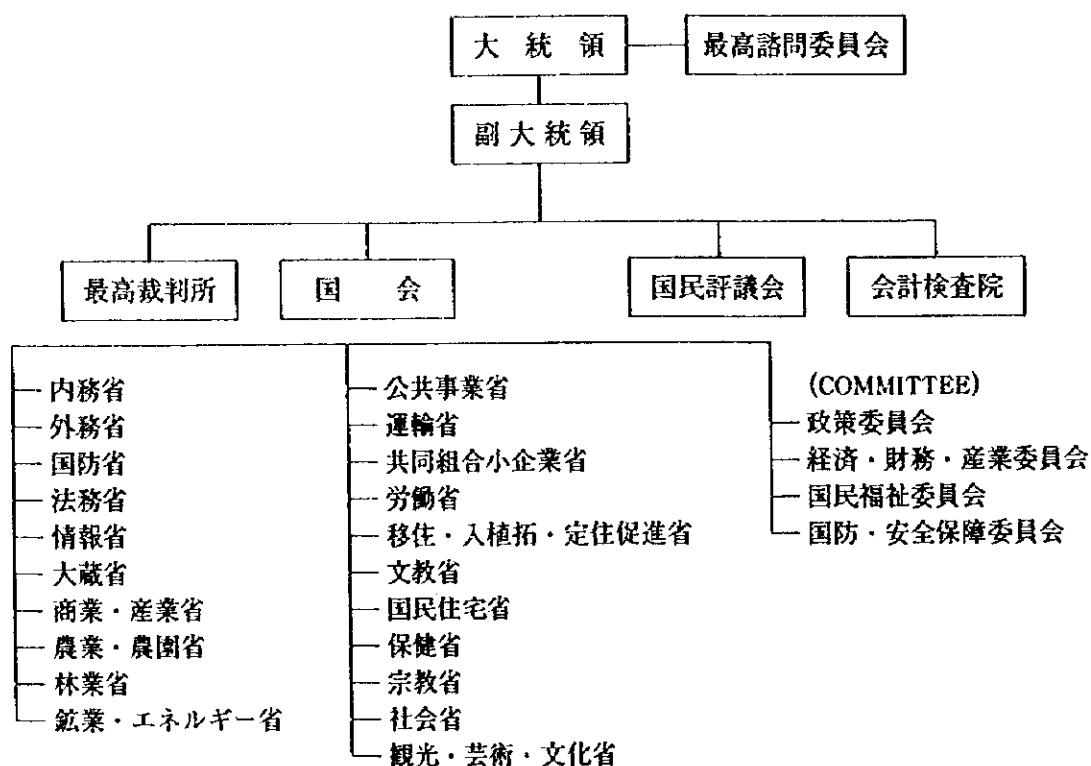 大統領
最高諮問委員会
副大統領
最高裁判所
国会
国民評議会
会計検査院
内務省
外務省
国防省
法務省
情報省
大蔵省
商業・産業省
農業・農園省
林業省
鉱業・エネルギー省
公共事業省
運輸省
共同組合小企業省
労働省
移住・入植拓・定住促進省
文教省
国民住宅省
保健省
宗教省
社会省
観光・芸術・文化省
(COMMITTEE)
政策委員会
経済・財務・産業委員会
国民福祉委員会
国防・安全保障委員会